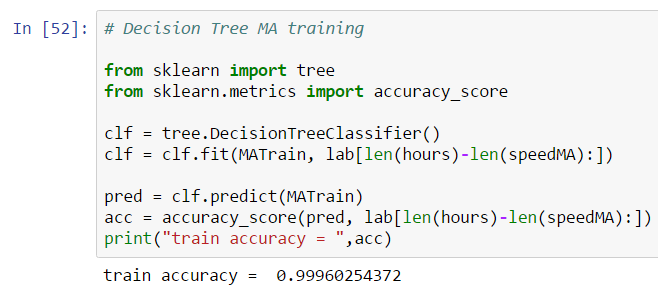 In [52]: # Decision Tree MA training
from sklearn import tree
from sklearn.metrics import accuracy_score
clf = tree.DecisionTreeClassifier()
clf = clf.fit(MATrain, lab[len(hours)-len(speedMA):])
pred = clf.predict(MATrain)
acc = accuracy_score(pred, lab[len(hours)-len(speedMA):])
print("train accuracy = ",acc)
train accuracy =  0.99960254372